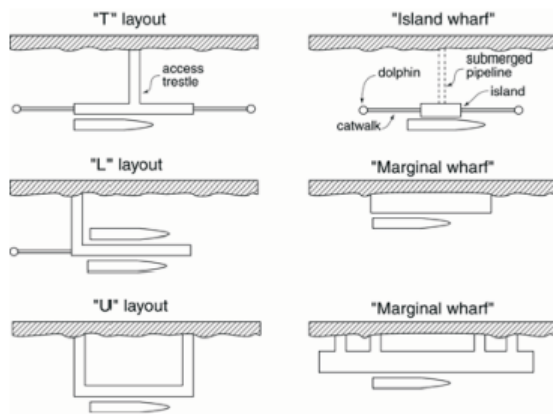 "T" layout
"Island wharf"
access
trestle
dolphin
submerged
pipeline
island
catwalk
"L" layout
"Marginal wharf"
"U" layout
"Marginal wharf"